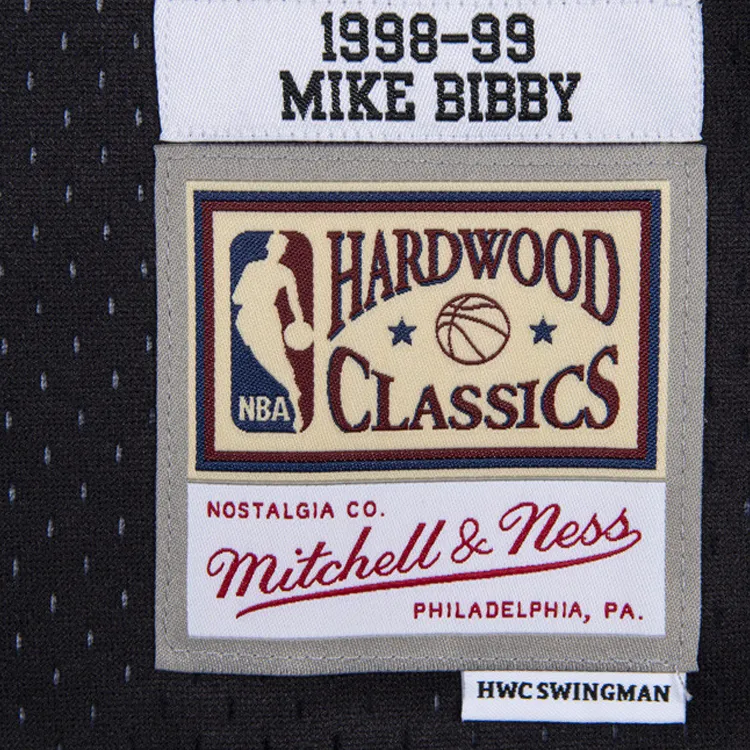 1998-99
MIKE BIBBY
HARDWOOD
CLASSICS
NBA
NOSTALGIA CO.
Mitchell & Ness
PHILADELPHIA, PA.
HWC SWINGMAN